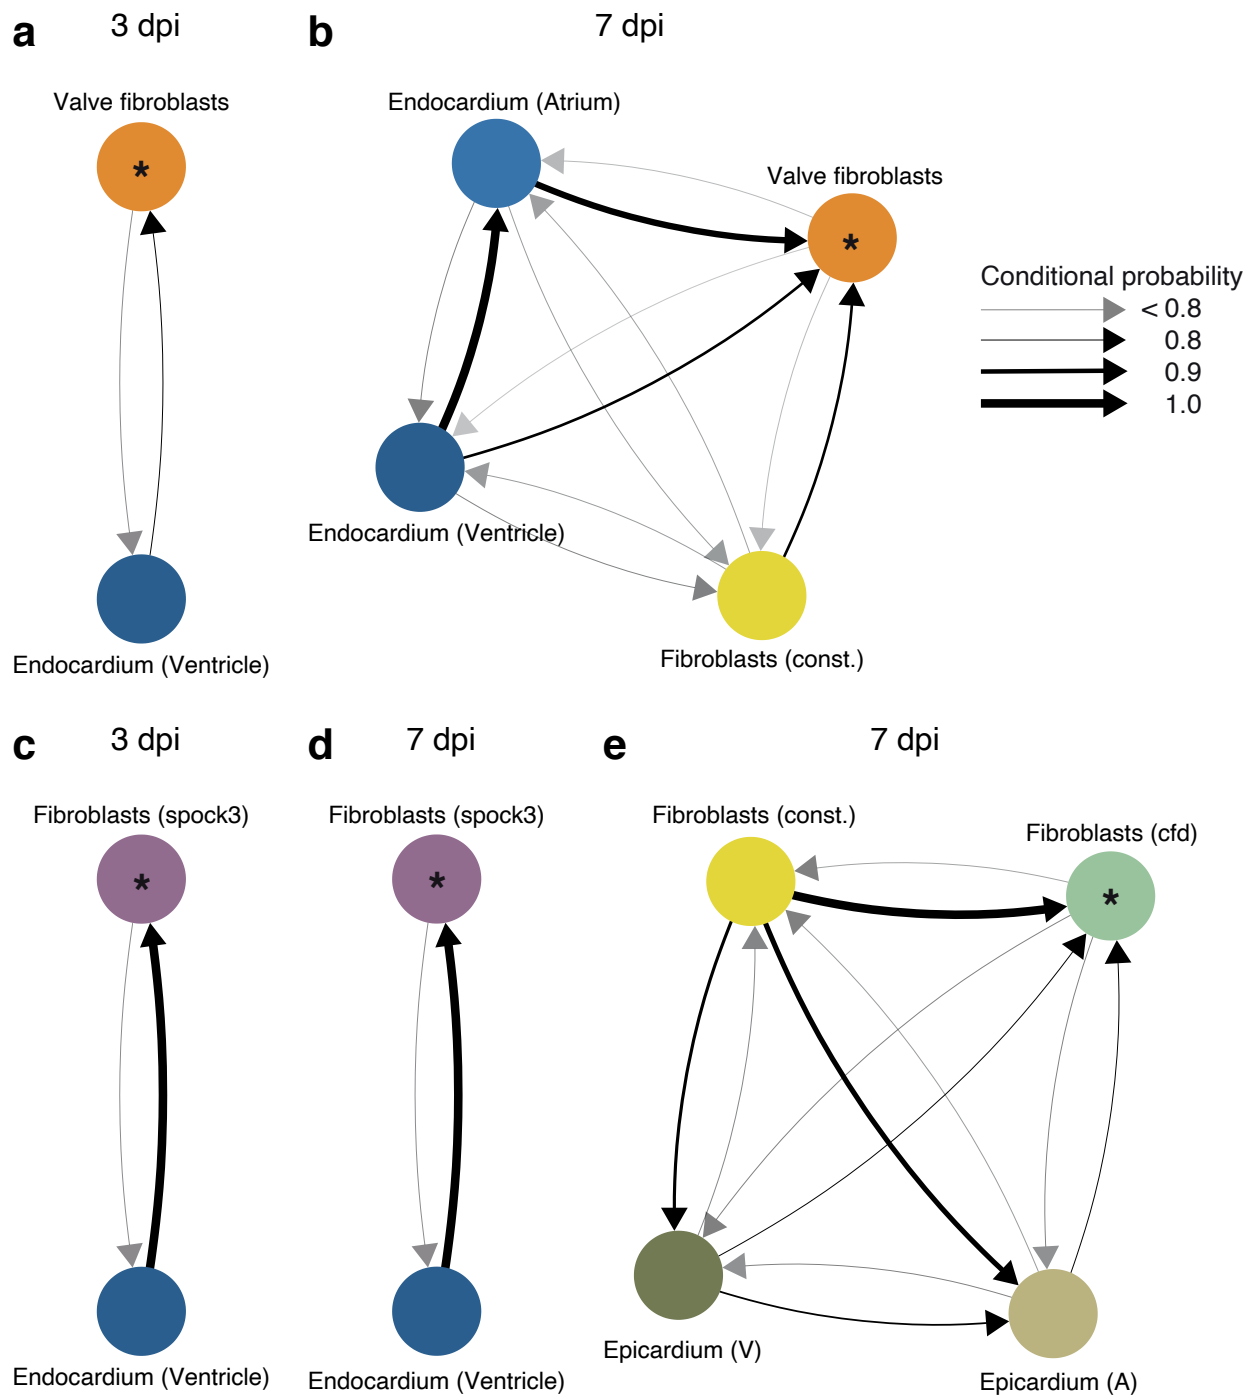 a
3 dpi
Valve fibroblasts
*
Endocardium (Ventricle)
b
7 dpi
Endocardium (Atrium)
Valve fibroblasts
*
Endocardium (Ventricle)
Fibroblasts (const.)
Conditional probability
< 0.8
0.8
0.9
1.0
c
3 dpi
Fibroblasts (spock3)
*
Endocardium (Ventricle)
d
7 dpi
Fibroblasts (spock3)
*
Endocardium (Ventricle)
e
7 dpi
Fibroblasts (const.)
Fibroblasts (cfd)
*
Epicardium (V)
Epicardium (A)